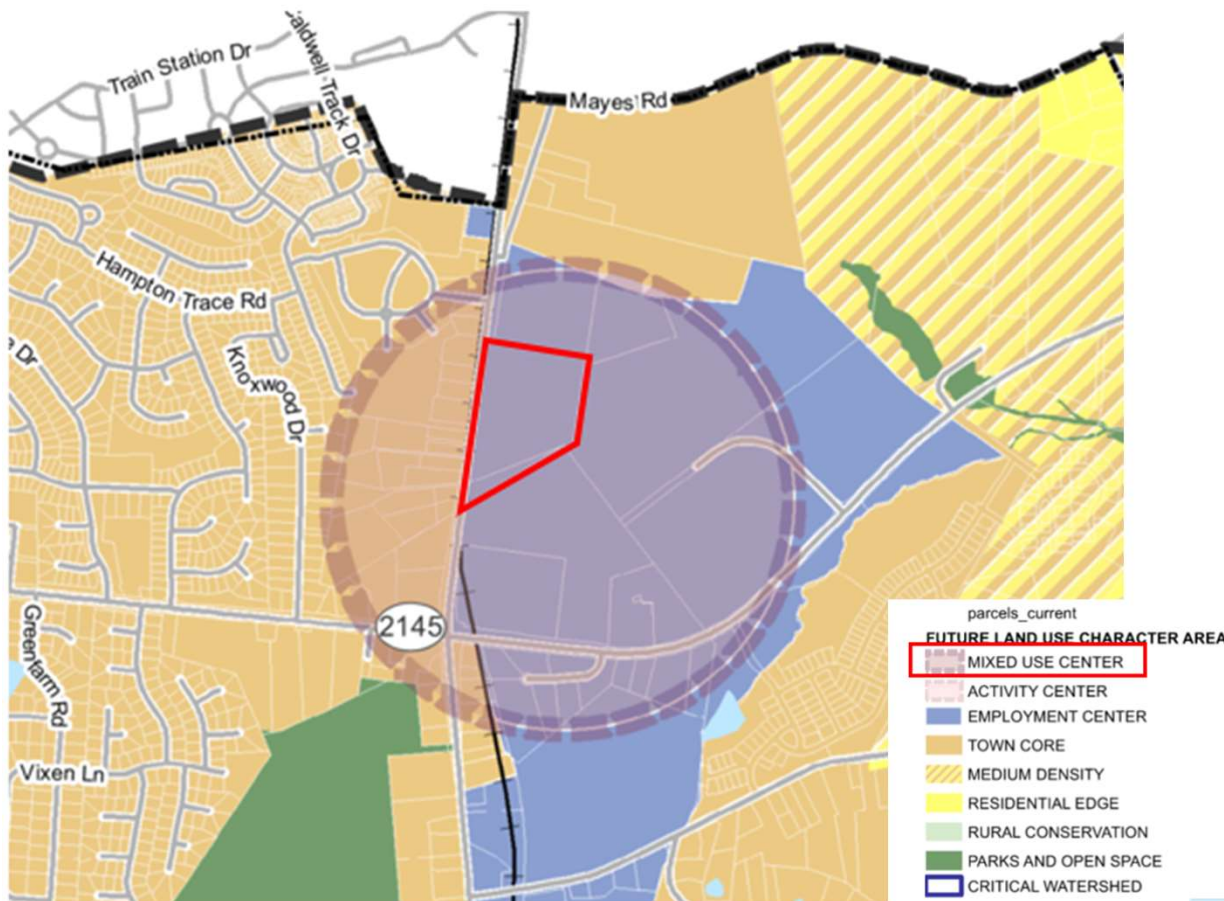 Train Station Dr
Caldwell Track Dr
Mayes Rd
Hampton Trace Rd
Knoxwood Dr
Dr
2145
Greenfarm Rd
Vixen Ln
parcels_current
FUTURE LAND USE CHARACTER AREA
MIXED USE CENTER
ACTIVITY CENTER
EMPLOYMENT CENTER
TOWN CORE
MEDIUM DENSITY
RESIDENTIAL EDGE
RURAL CONSERVATION
PARKS AND OPEN SPACE
CRITICAL WATERSHED